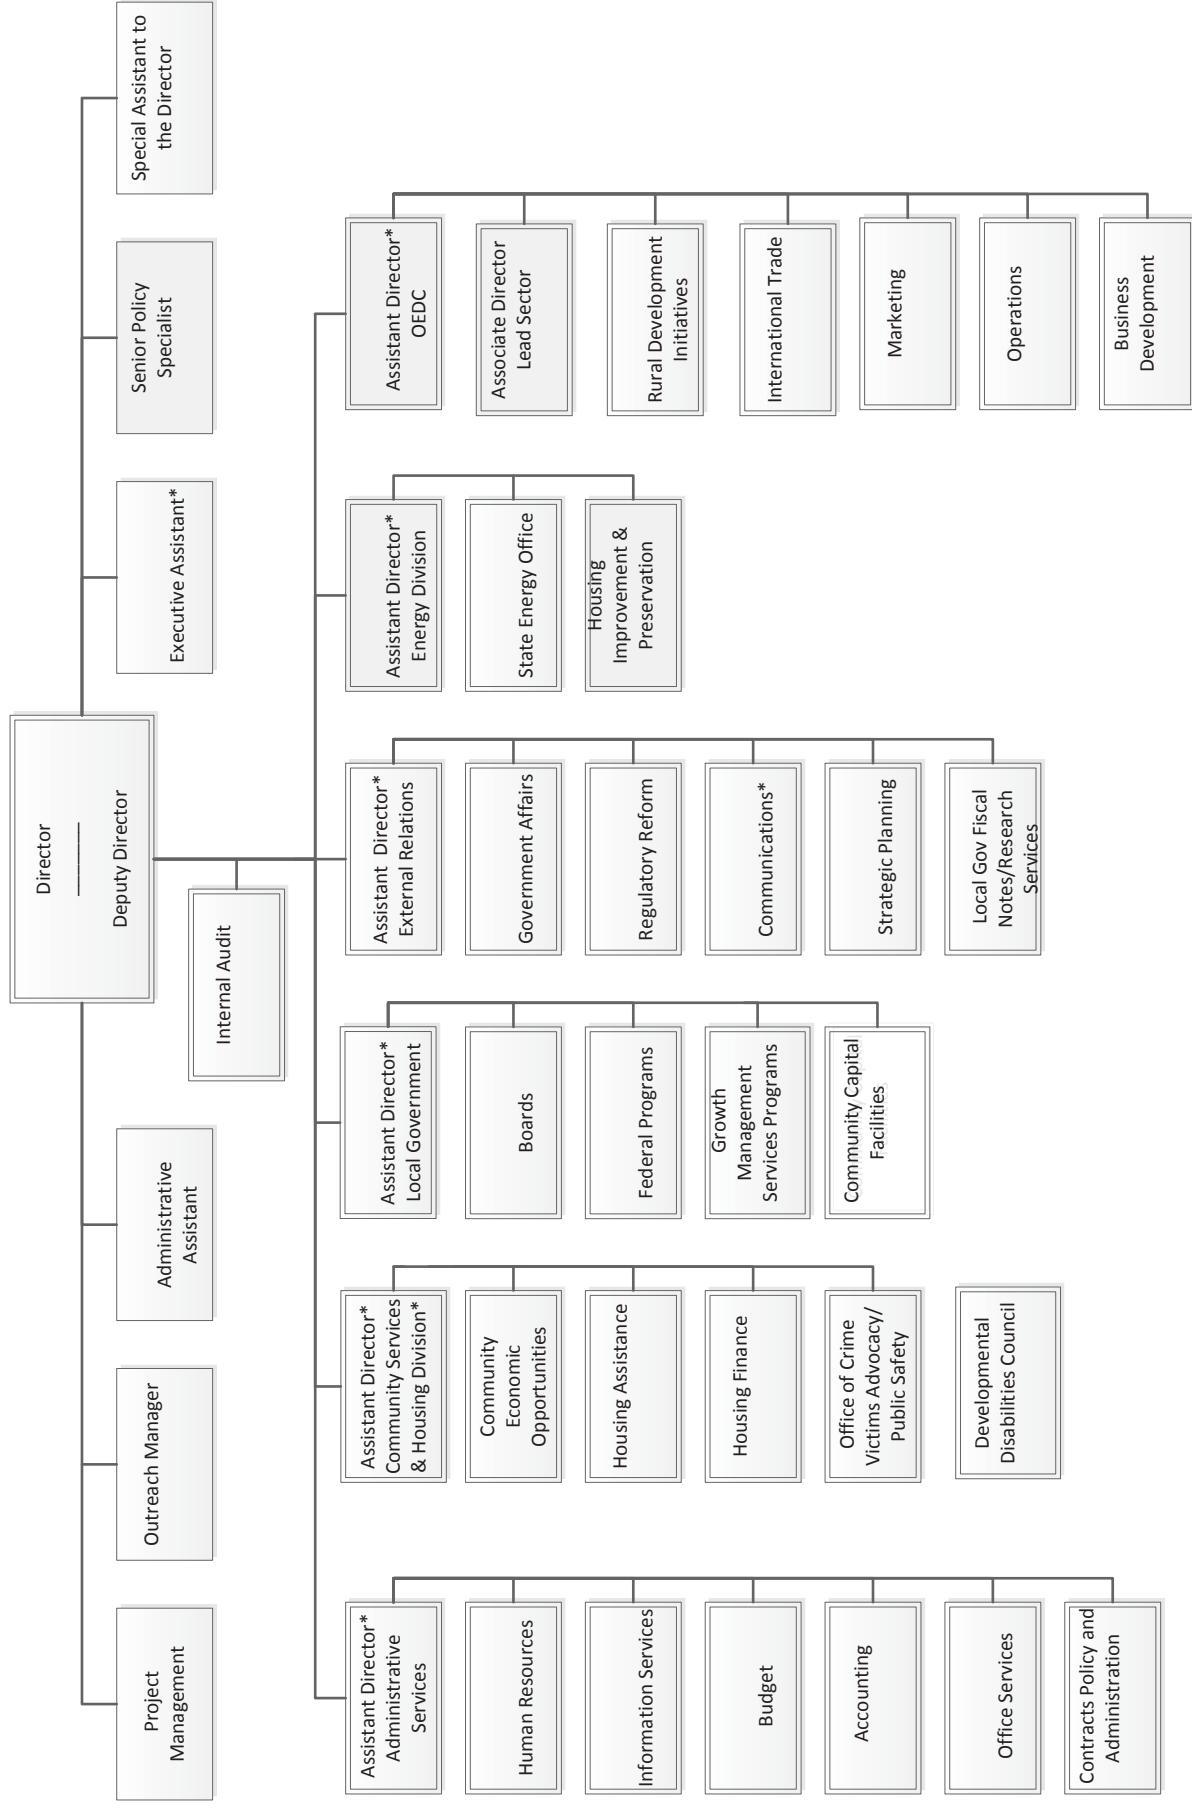 Director
Deputy Director
Project
Management
Outreach Manager
Administrative
Assistant
Executive Assistant*
Senior Policy
Specialist
Special Assistant to
the Director
Internal Audit
Assistant Director*
Administrative
Services
Human Resources
Information Services
Budget
Accounting
Office Services
Contracts Policy and
Administration
Assistant Director*
Community Services
& Housing Division*
Community
Economic
Opportunities
Housing Assistance
Housing Finance
Office of Crime
Victims Advocacy/
Public Safety
Developmental
Disabilities Council
Assistant Director*
Local Government
Boards
Federal Programs
Growth
Management
Services Programs
Community Capital
Facilities
Assistant Director*
External Relations
Government Affairs
Regulatory Reform
Communications*
Strategic Planning
Local Gov Fiscal
Notes/Research
Services
Assistant Director*
Energy Division
State Energy Office
Housing
Improvement &
Preservation
Assistant Director*
OEDC
Associate Director
Lead Sector
Rural Development
Initiatives
International Trade
Marketing
Operations
Business
Development